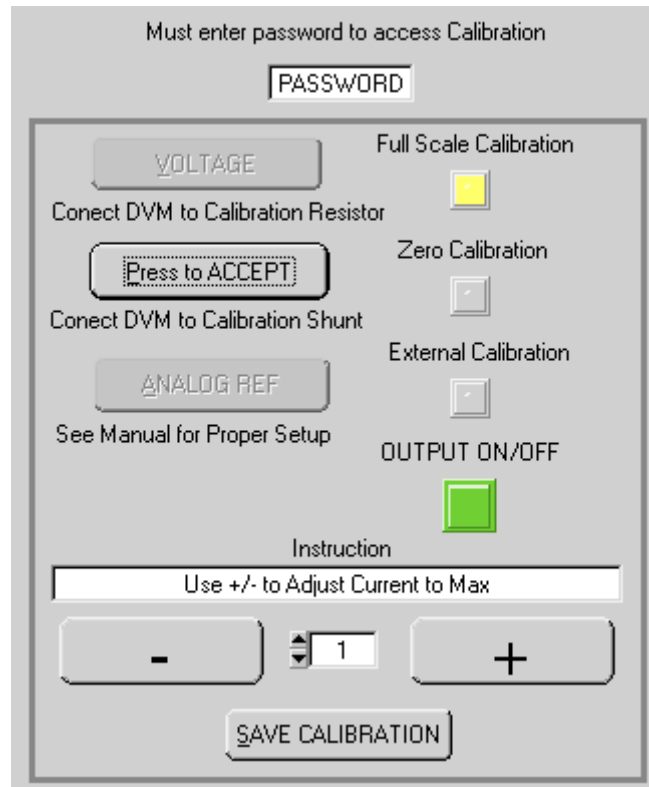 Must enter password to access Calibration
PASSWORD
VOLTAGE
Full Scale Calibration
Conect DVM to Calibration Resistor
Press to ACCEPT
Zero Calibration
Conect DVM to Calibration Shunt
External Calibration
ANALOG REF
See Manual for Proper Setup
OUTPUT ON/OFF
Instruction
Use +/- to Adjust Current to Max
- 1 +
SAVE CALIBRATION